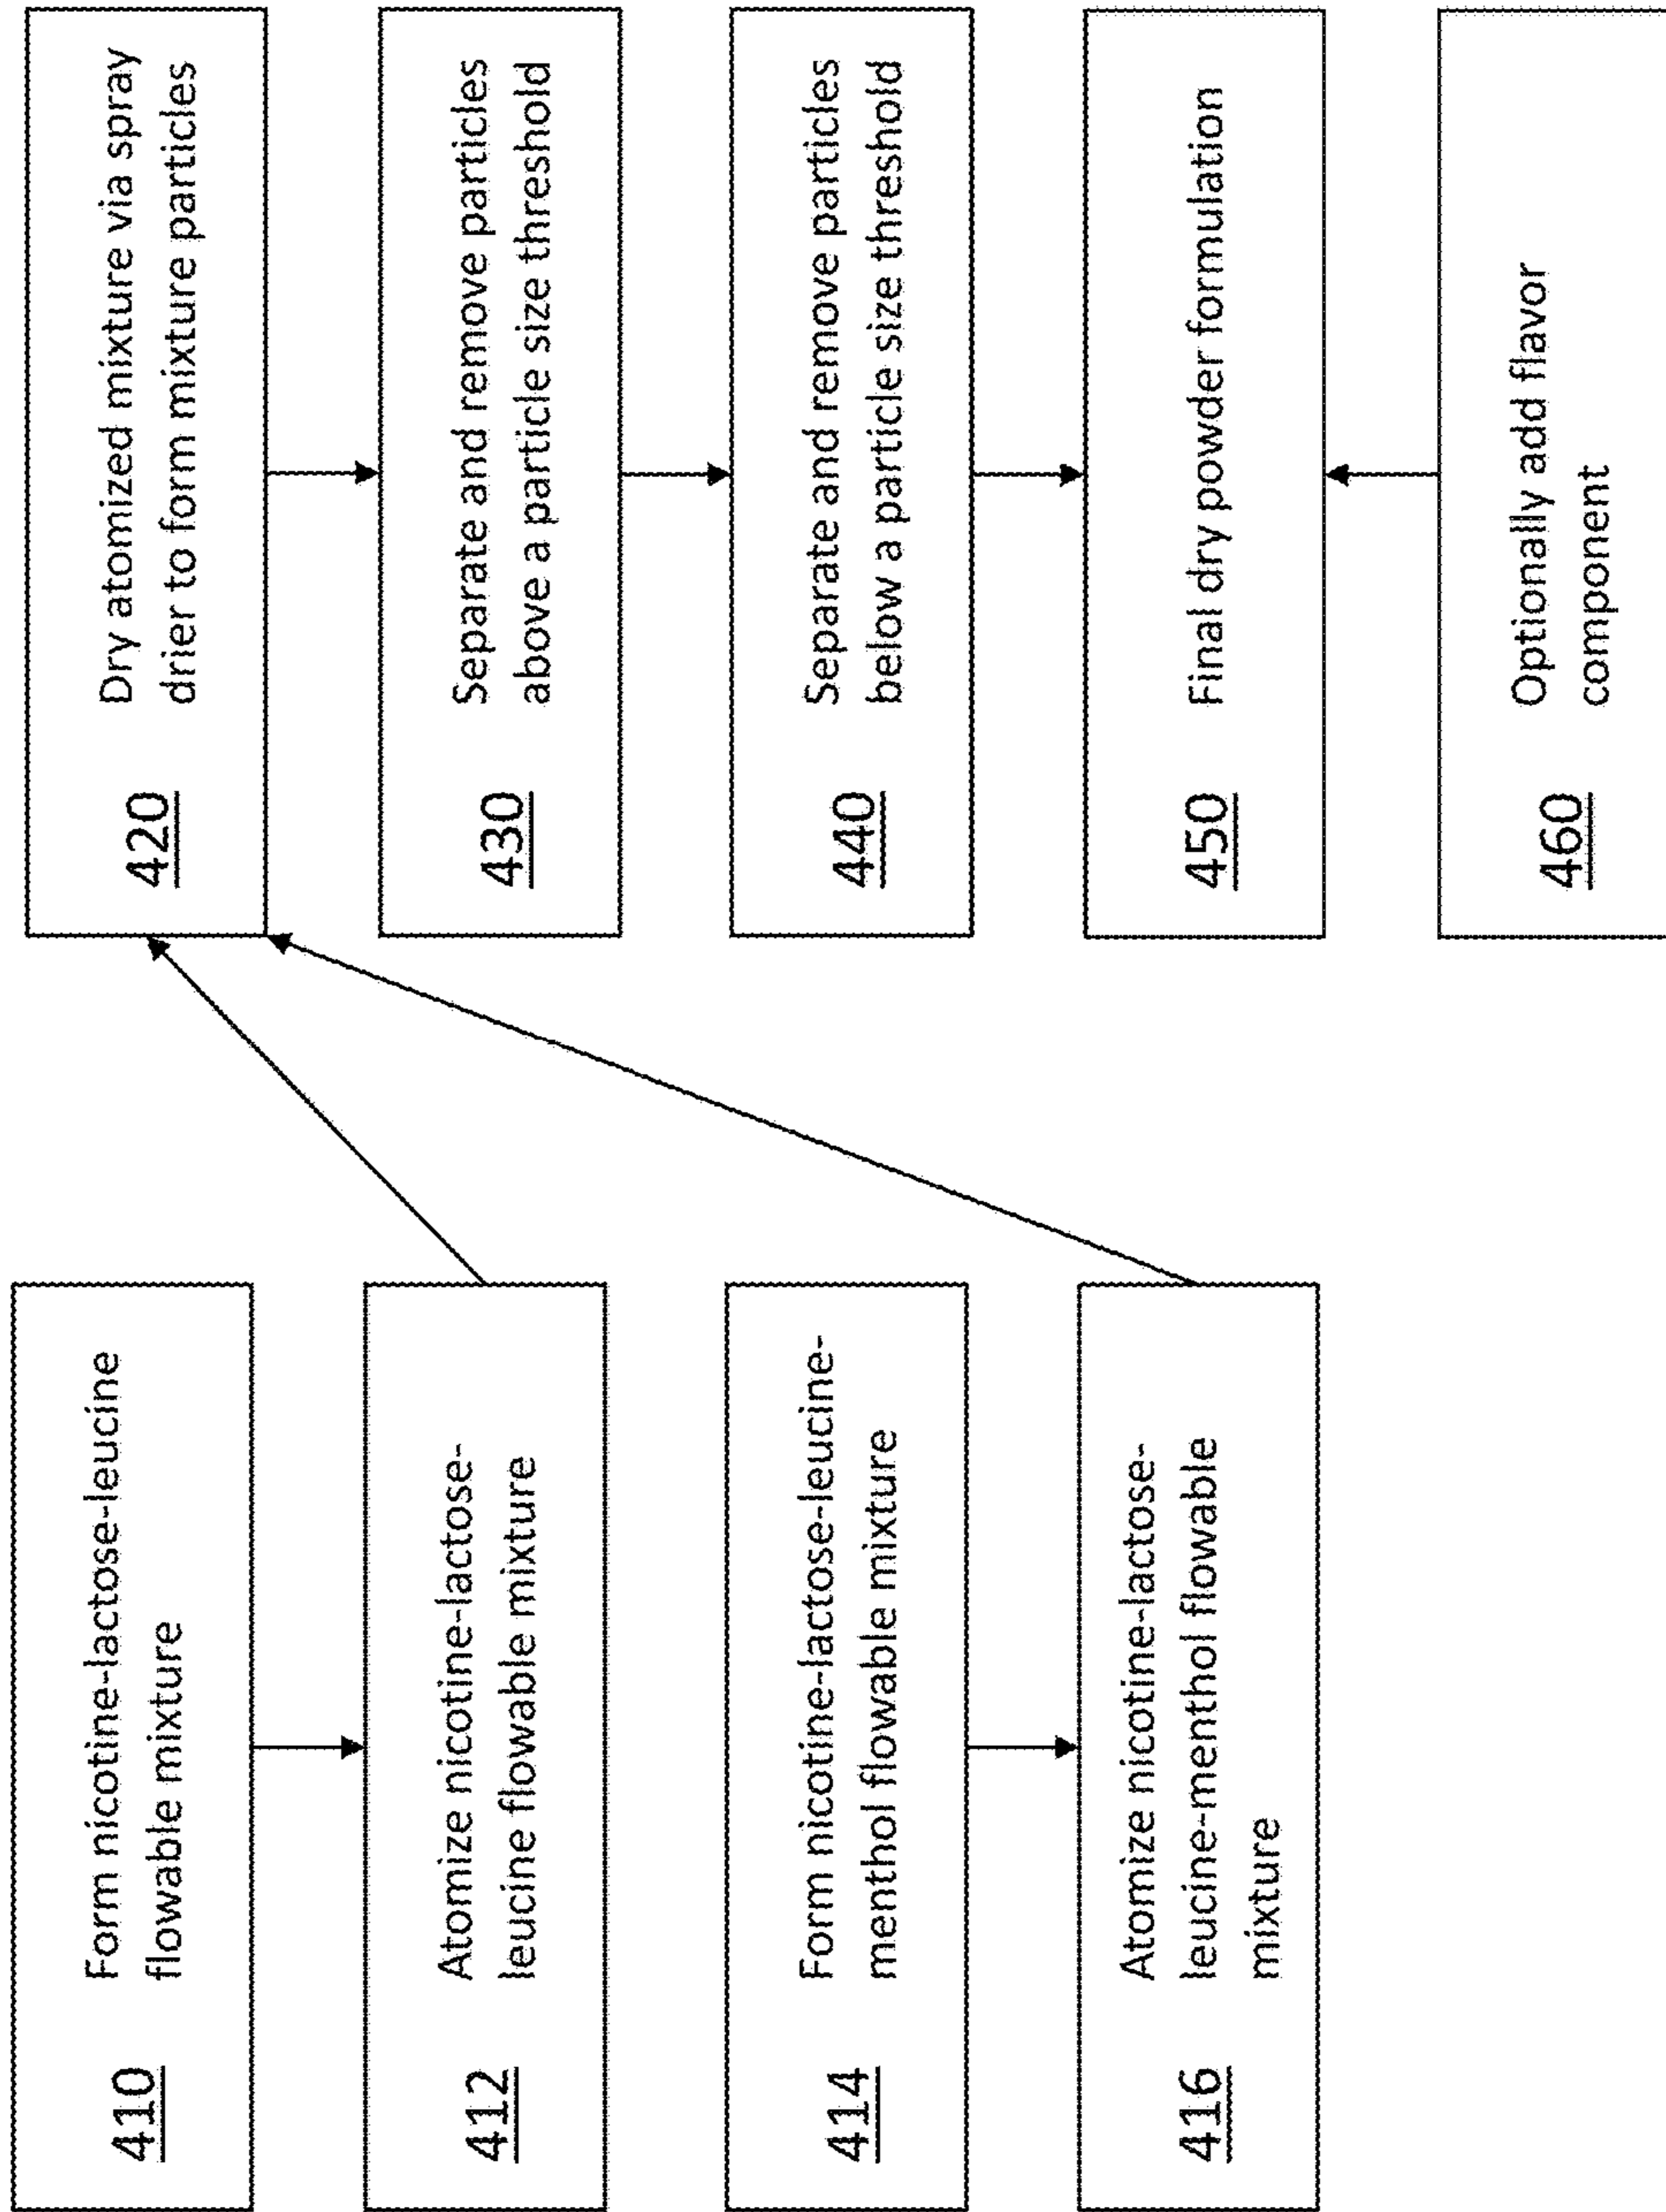 410
Form nicotine-lactose-leucine
flowable mixture
412
Atomize nicotine-lactose-
leucine flowable mixture
414
Form nicotine-lactose-leucine-
menthol flowable mixture
416
Atomize nicotine-lactose-
leucine-menthol flowable
mixture
420
Dry atomized mixture via spray
drier to form mixture particles
430
Separate and remove particles
above a particle size threshold
440
Separate and remove particles
below a particle size threshold
450
Final dry powder formulation
460
Optionally add flavor
component